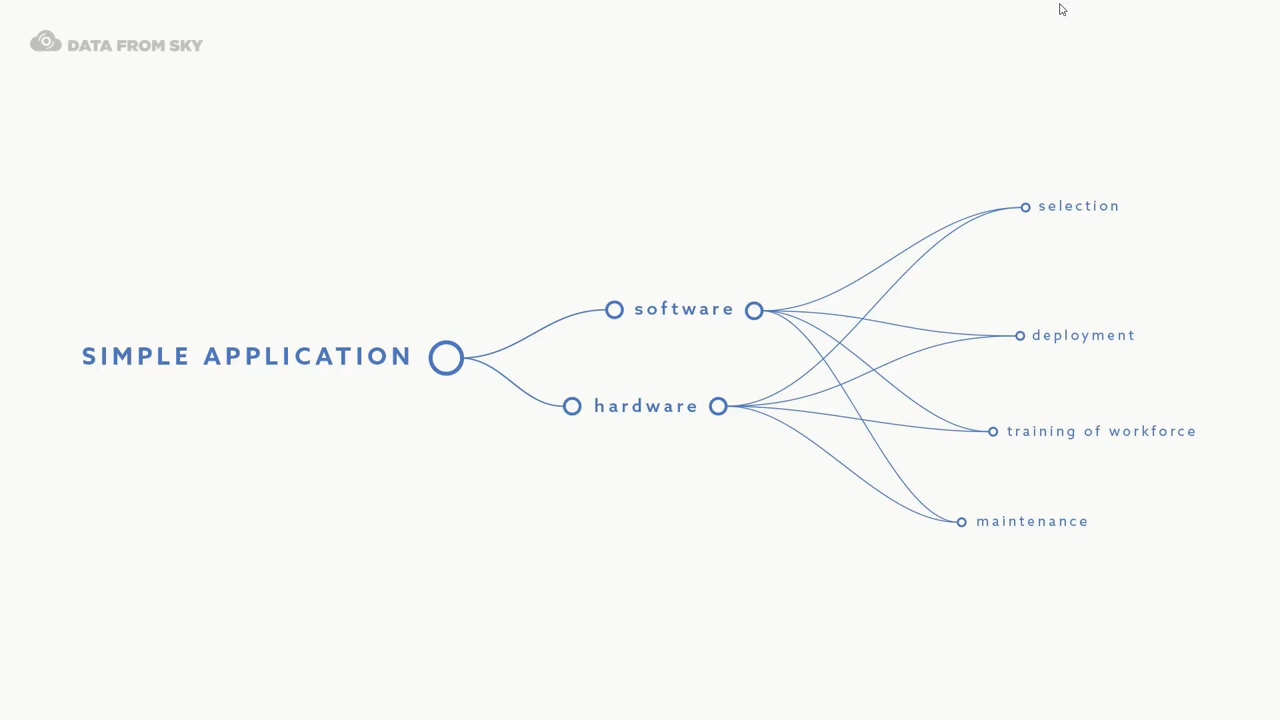 DATA FROM SKY
selection
software
deployment
SIMPLE APPLICATION
hardware
training of workforce
maintenance